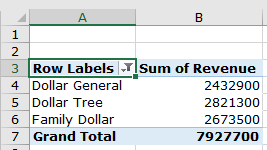 A B
1
2
3 Row Labels Sum of Revenue
4 Dollar General 2432900
5 Dollar Tree 2821300
6 Family Dollar 2673500
7 Grand Total 7927700